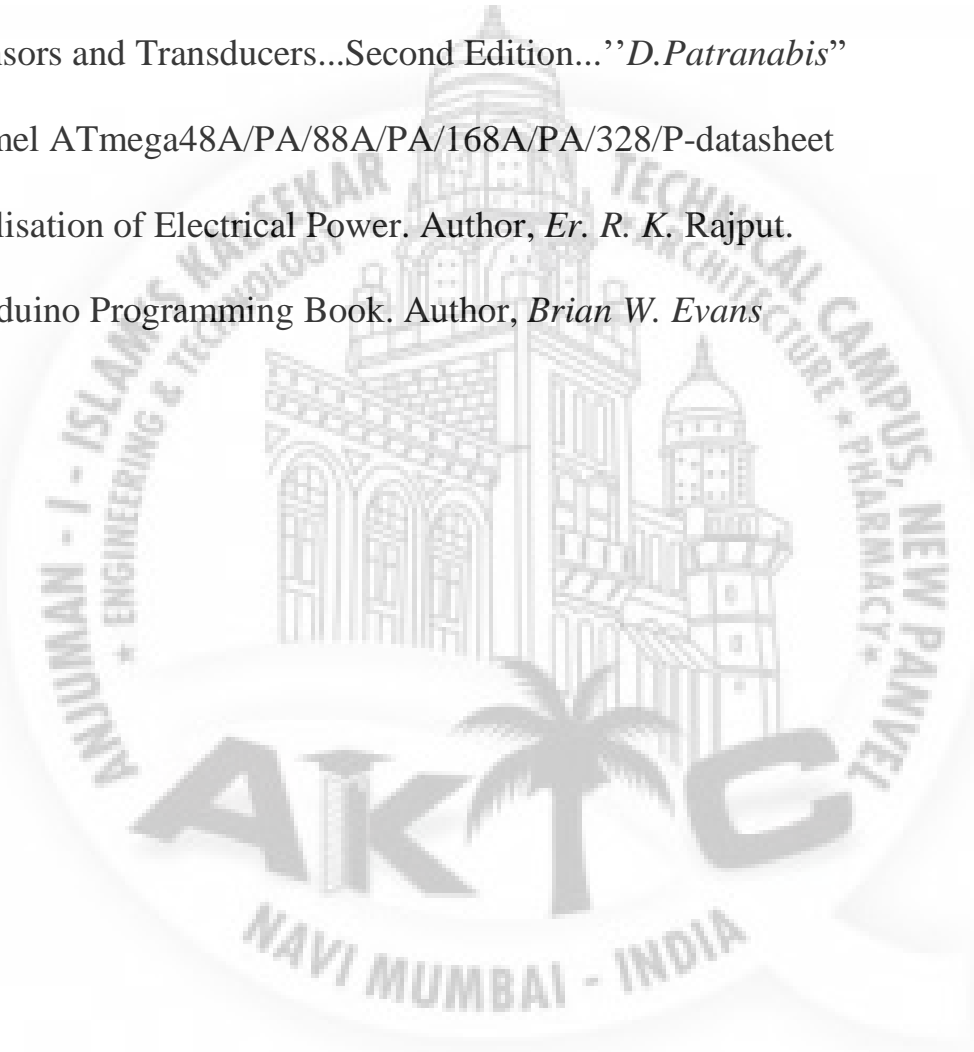 nsors and Transducers...Second Edition...’’D.Patranabis”
nel ATmega48A/PA/88A/PA/168A/PA/328/P-datasheet
lisation of Electrical Power. Author, Er. R. K. Rajput.
duino Programming Book. Author, Brian W. Evans
ANJUMAN - I - ISLAM'S KALSEKAR TECHNICAL CAMPUS, NEW PANVEL
* ENGINEERING & TECHNOLOGY * ARCHITECTURE * PHARMACY *
AKTC
NAVI MUMBAI - INDIA